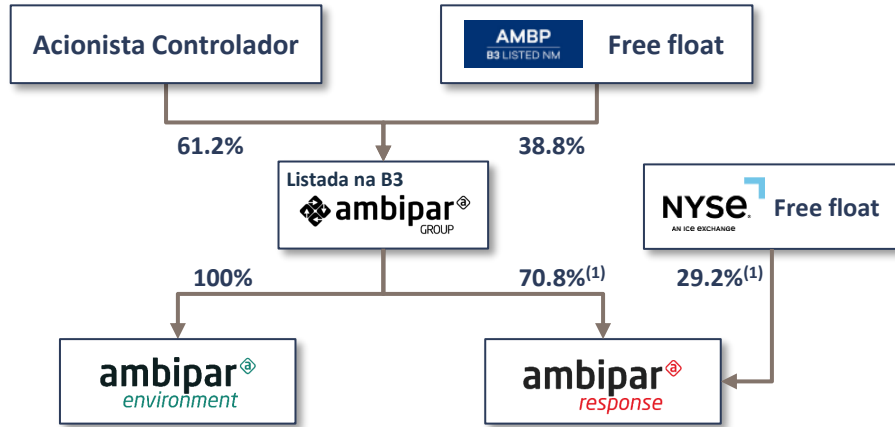 Acionista Controlador
AMBP
B3 LISTED NM
Free float
61.2%
38.8%
Listada na B3
ambipar a
GROUP
NYSE.
AN ICE EXCHANGE
Free float
100%
70.8%(1)
29.2%(1)
ambipar a
environment
ambipar a
response